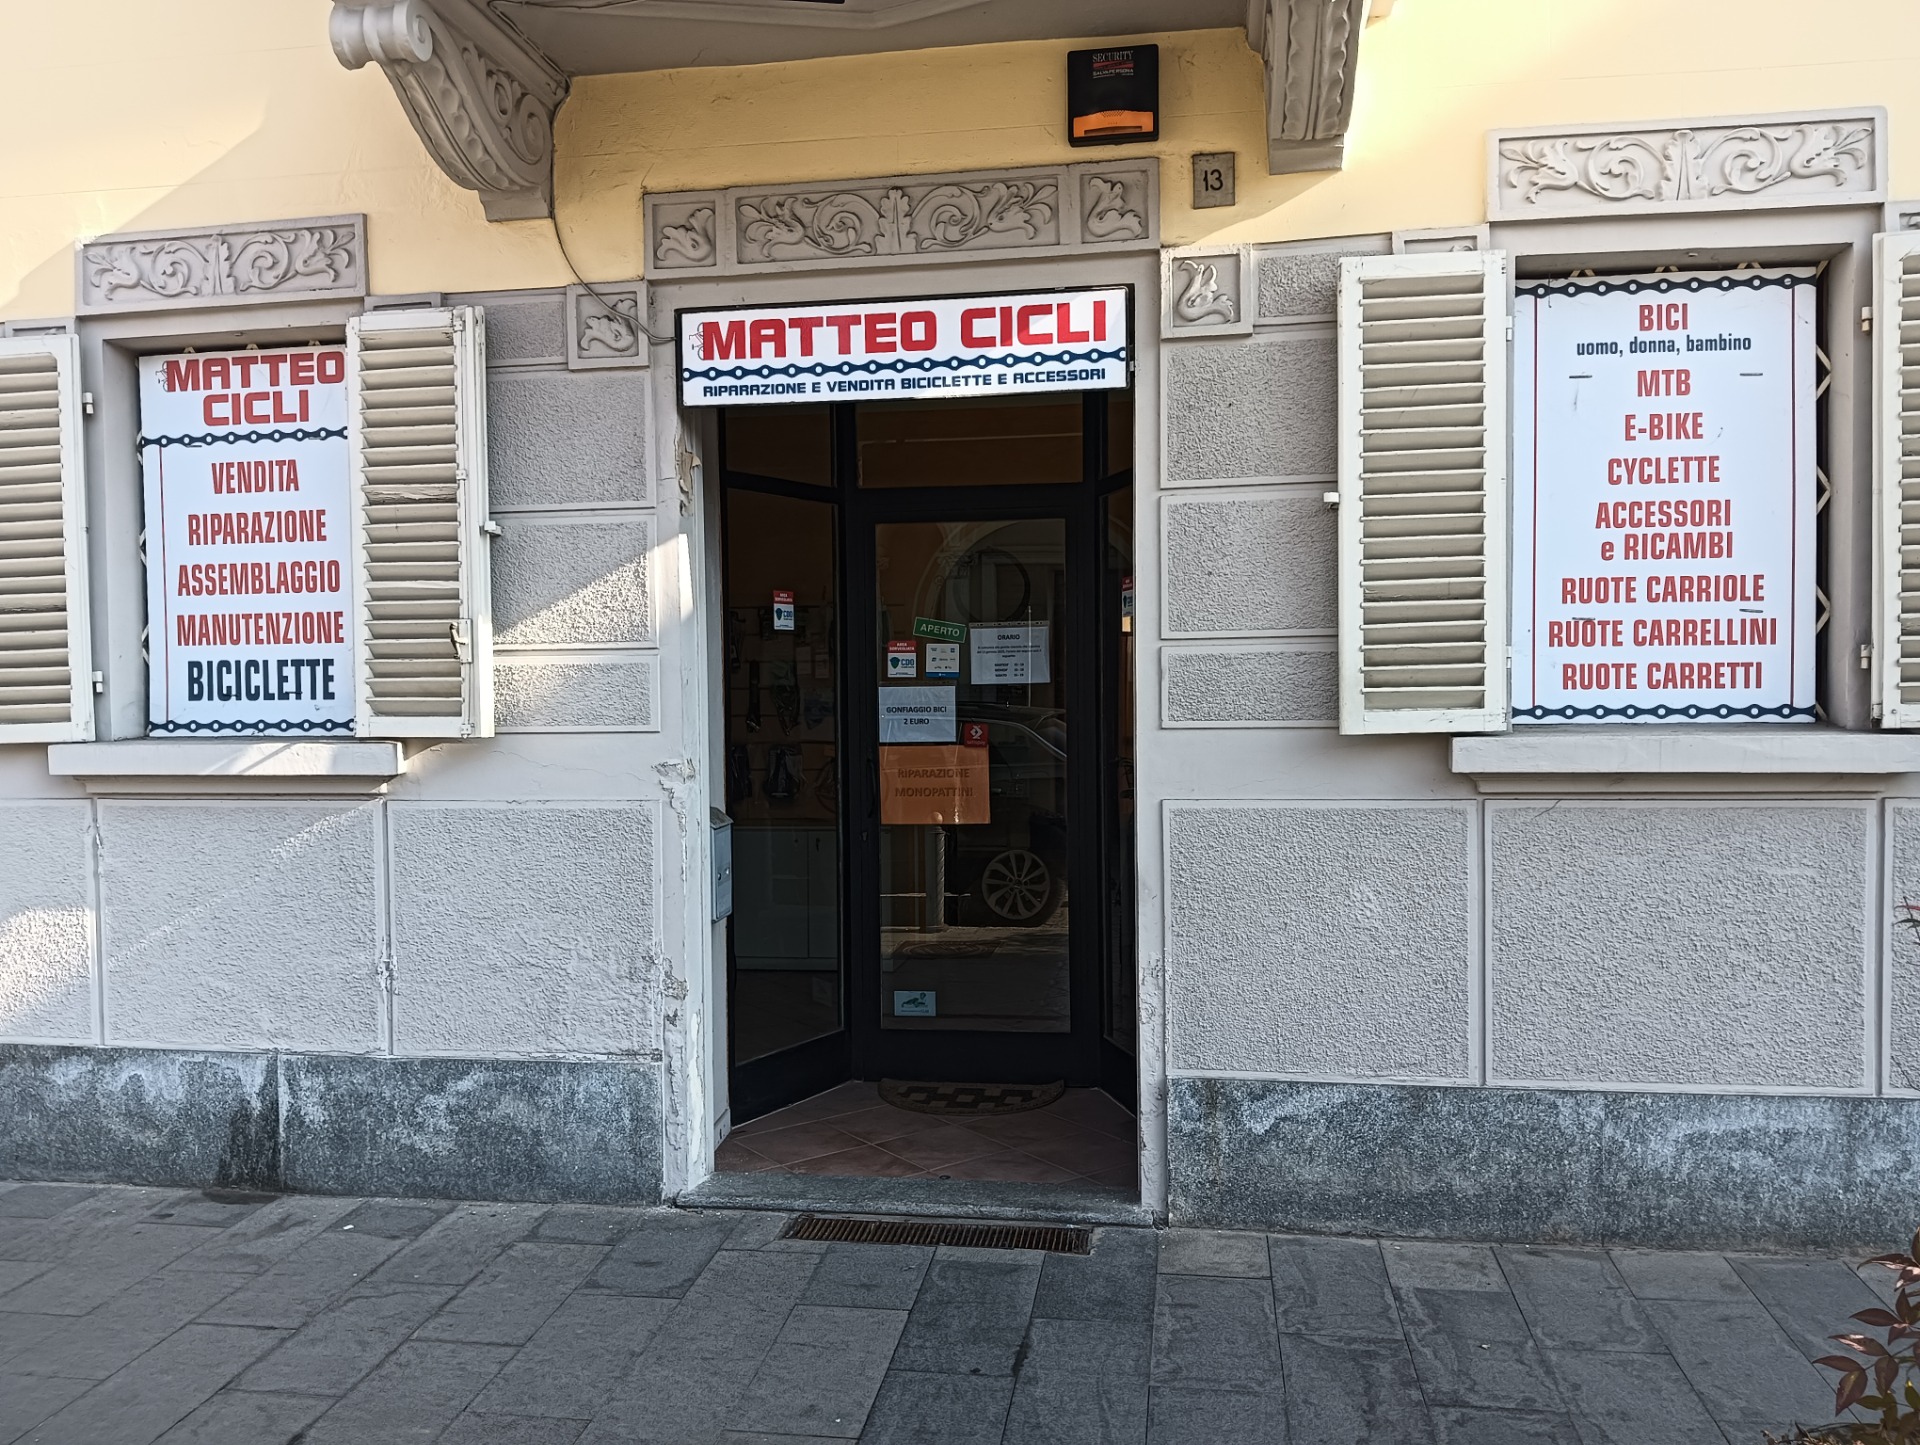 SECURITY
13
MATTEO CICLI
RIPARAZIONE E VENDITA BICICLETTE E ACCESSORI
MATTEO
CICLI
VENDITA
RIPARAZIONE
ASSEMBLAGGIO
MANUTENZIONE
BICICLETTE
BICI
uomo, donna, bambino
MTB
E-BIKE
CYCLETTE
ACCESSORI
e RICAMBI
RUOTE CARRIOLE
RUOTE CARRELLINI
RUOTE CARRETTI
APERTO
ORARIO
CDO
CDO
GONFIAGGIO BICI
2 EURO
RIPARAZIONE
MONOPATTINI